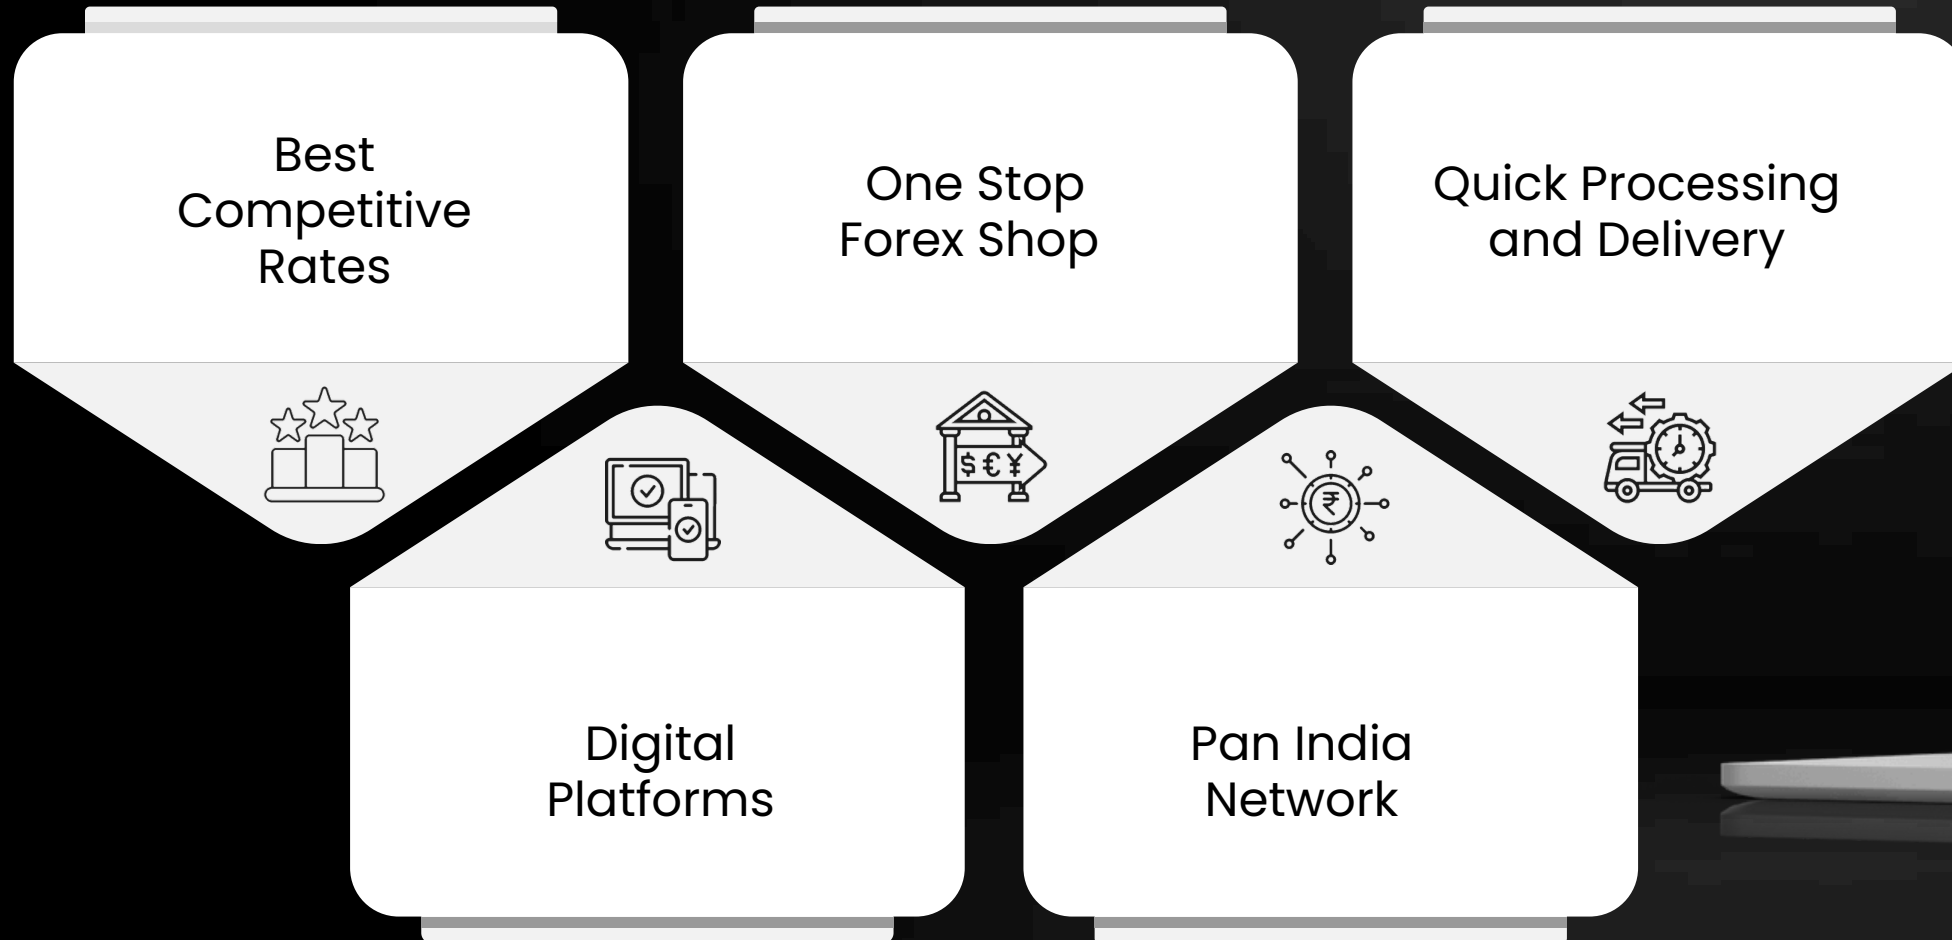 Best
Competitive
Rates
One Stop
Forex Shop
Quick Processing
and Delivery
$ € ¥
₹
Digital
Platforms
Pan India
Network